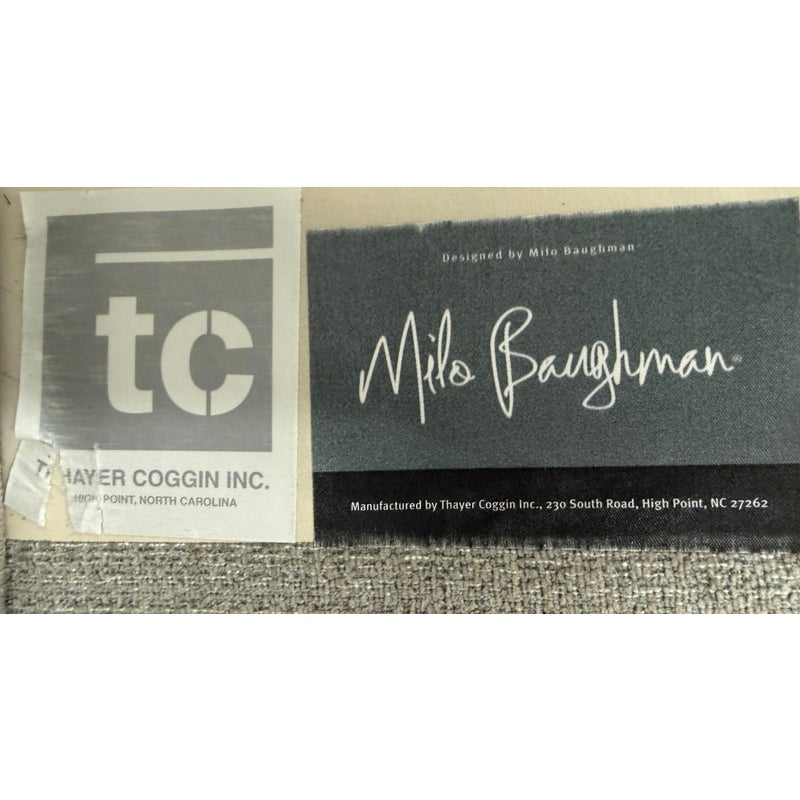 tc
THAYER COGGIN INC.
HIGH POINT, NORTH CAROLINA
Designed by Milo Baughman
Milo Baughman®
Manufactured by Thayer Coggin Inc., 230 South Road, High Point, NC 27262